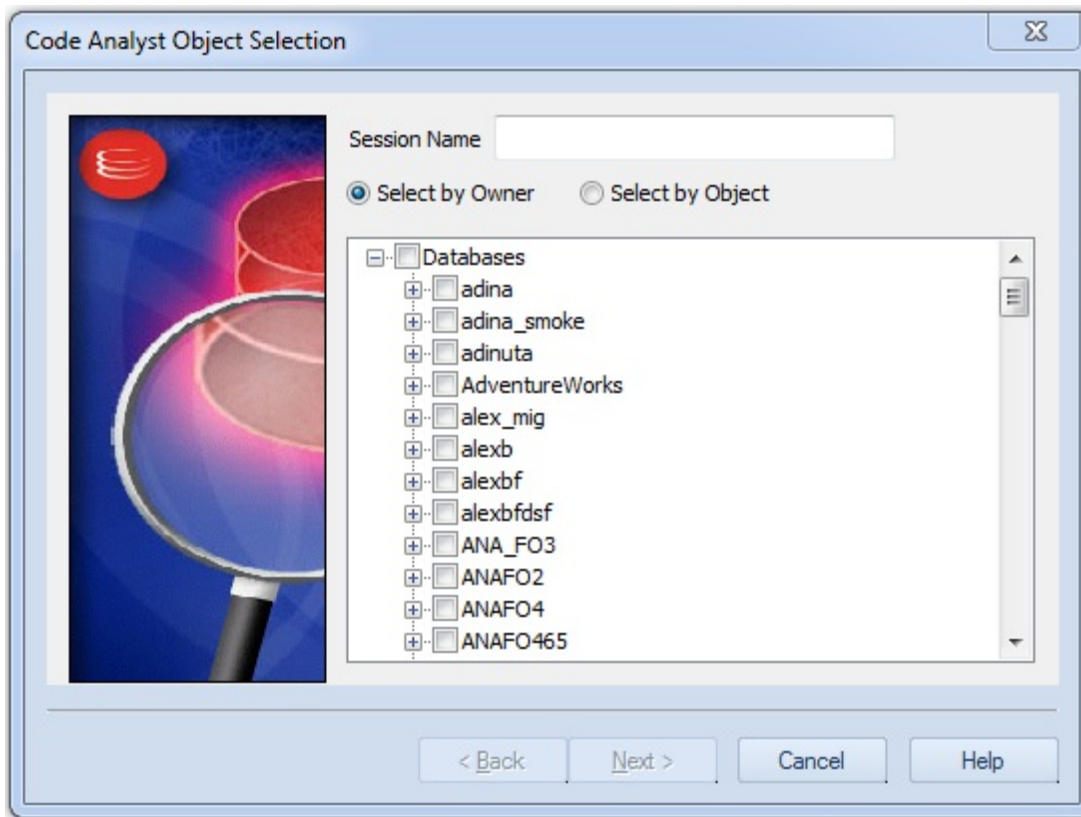 Code Analyst Object Selection
Session Name
Select by Owner Select by Object
Databases
adina
adina_smoke
adinuta
AdventureWorks
alex_mig
alexb
alexbf
alexbfdsf
ANA_FO3
ANAFO2
ANAFO4
ANAFO465
< Back Next > Cancel Help